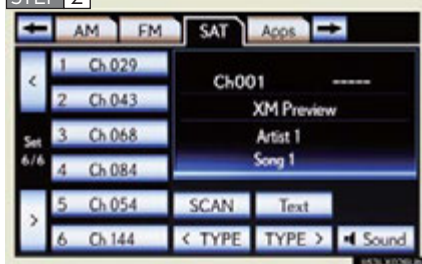 STEP 2
AM FM SAT Apps
1 Ch 029
2 Ch 043
3 Ch 068
4 Ch 084
5 Ch 054
6 Ch 144
<
Set
6/6
>
Ch001 -----
XM Preview
Artist 1
Song 1
SCAN Text
< TYPE TYPE > Sound